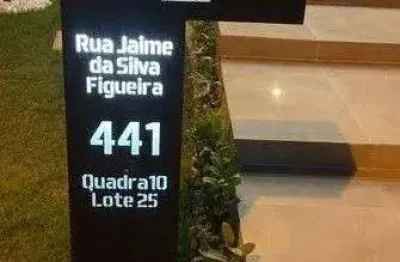 Rua Jaime
da Silva
Figueira
441
Quadra10
Lote 25